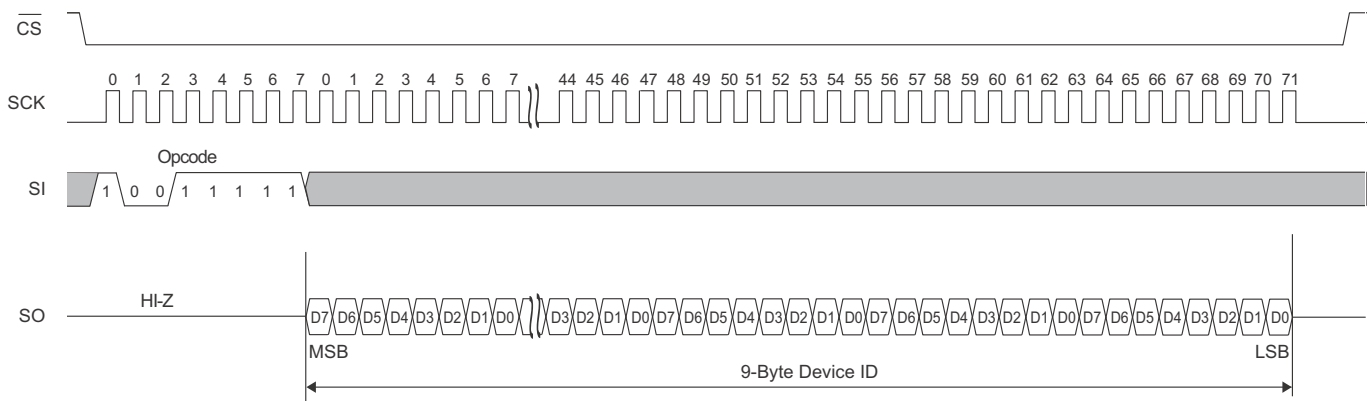 CS
0 1 2 3 4 5 6 7 0 1 2 3 4 5 6 7 44 45 46 47 48 49 50 51 52 53 54 55 56 57 58 59 60 61 62 63 64 65 66 67 68 69 70 71
SCK
Opcode
SI 1 0 0 1 1 1 1 1
HI-Z
SO D7 D6 D5 D4 D3 D2 D1 D0 D3 D2 D1 D0 D7 D6 D5 D4 D3 D2 D1 D0 D7 D6 D5 D4 D3 D2 D1 D0 D7 D6 D5 D4 D3 D2 D1 D0
MSB LSB
9-Byte Device ID